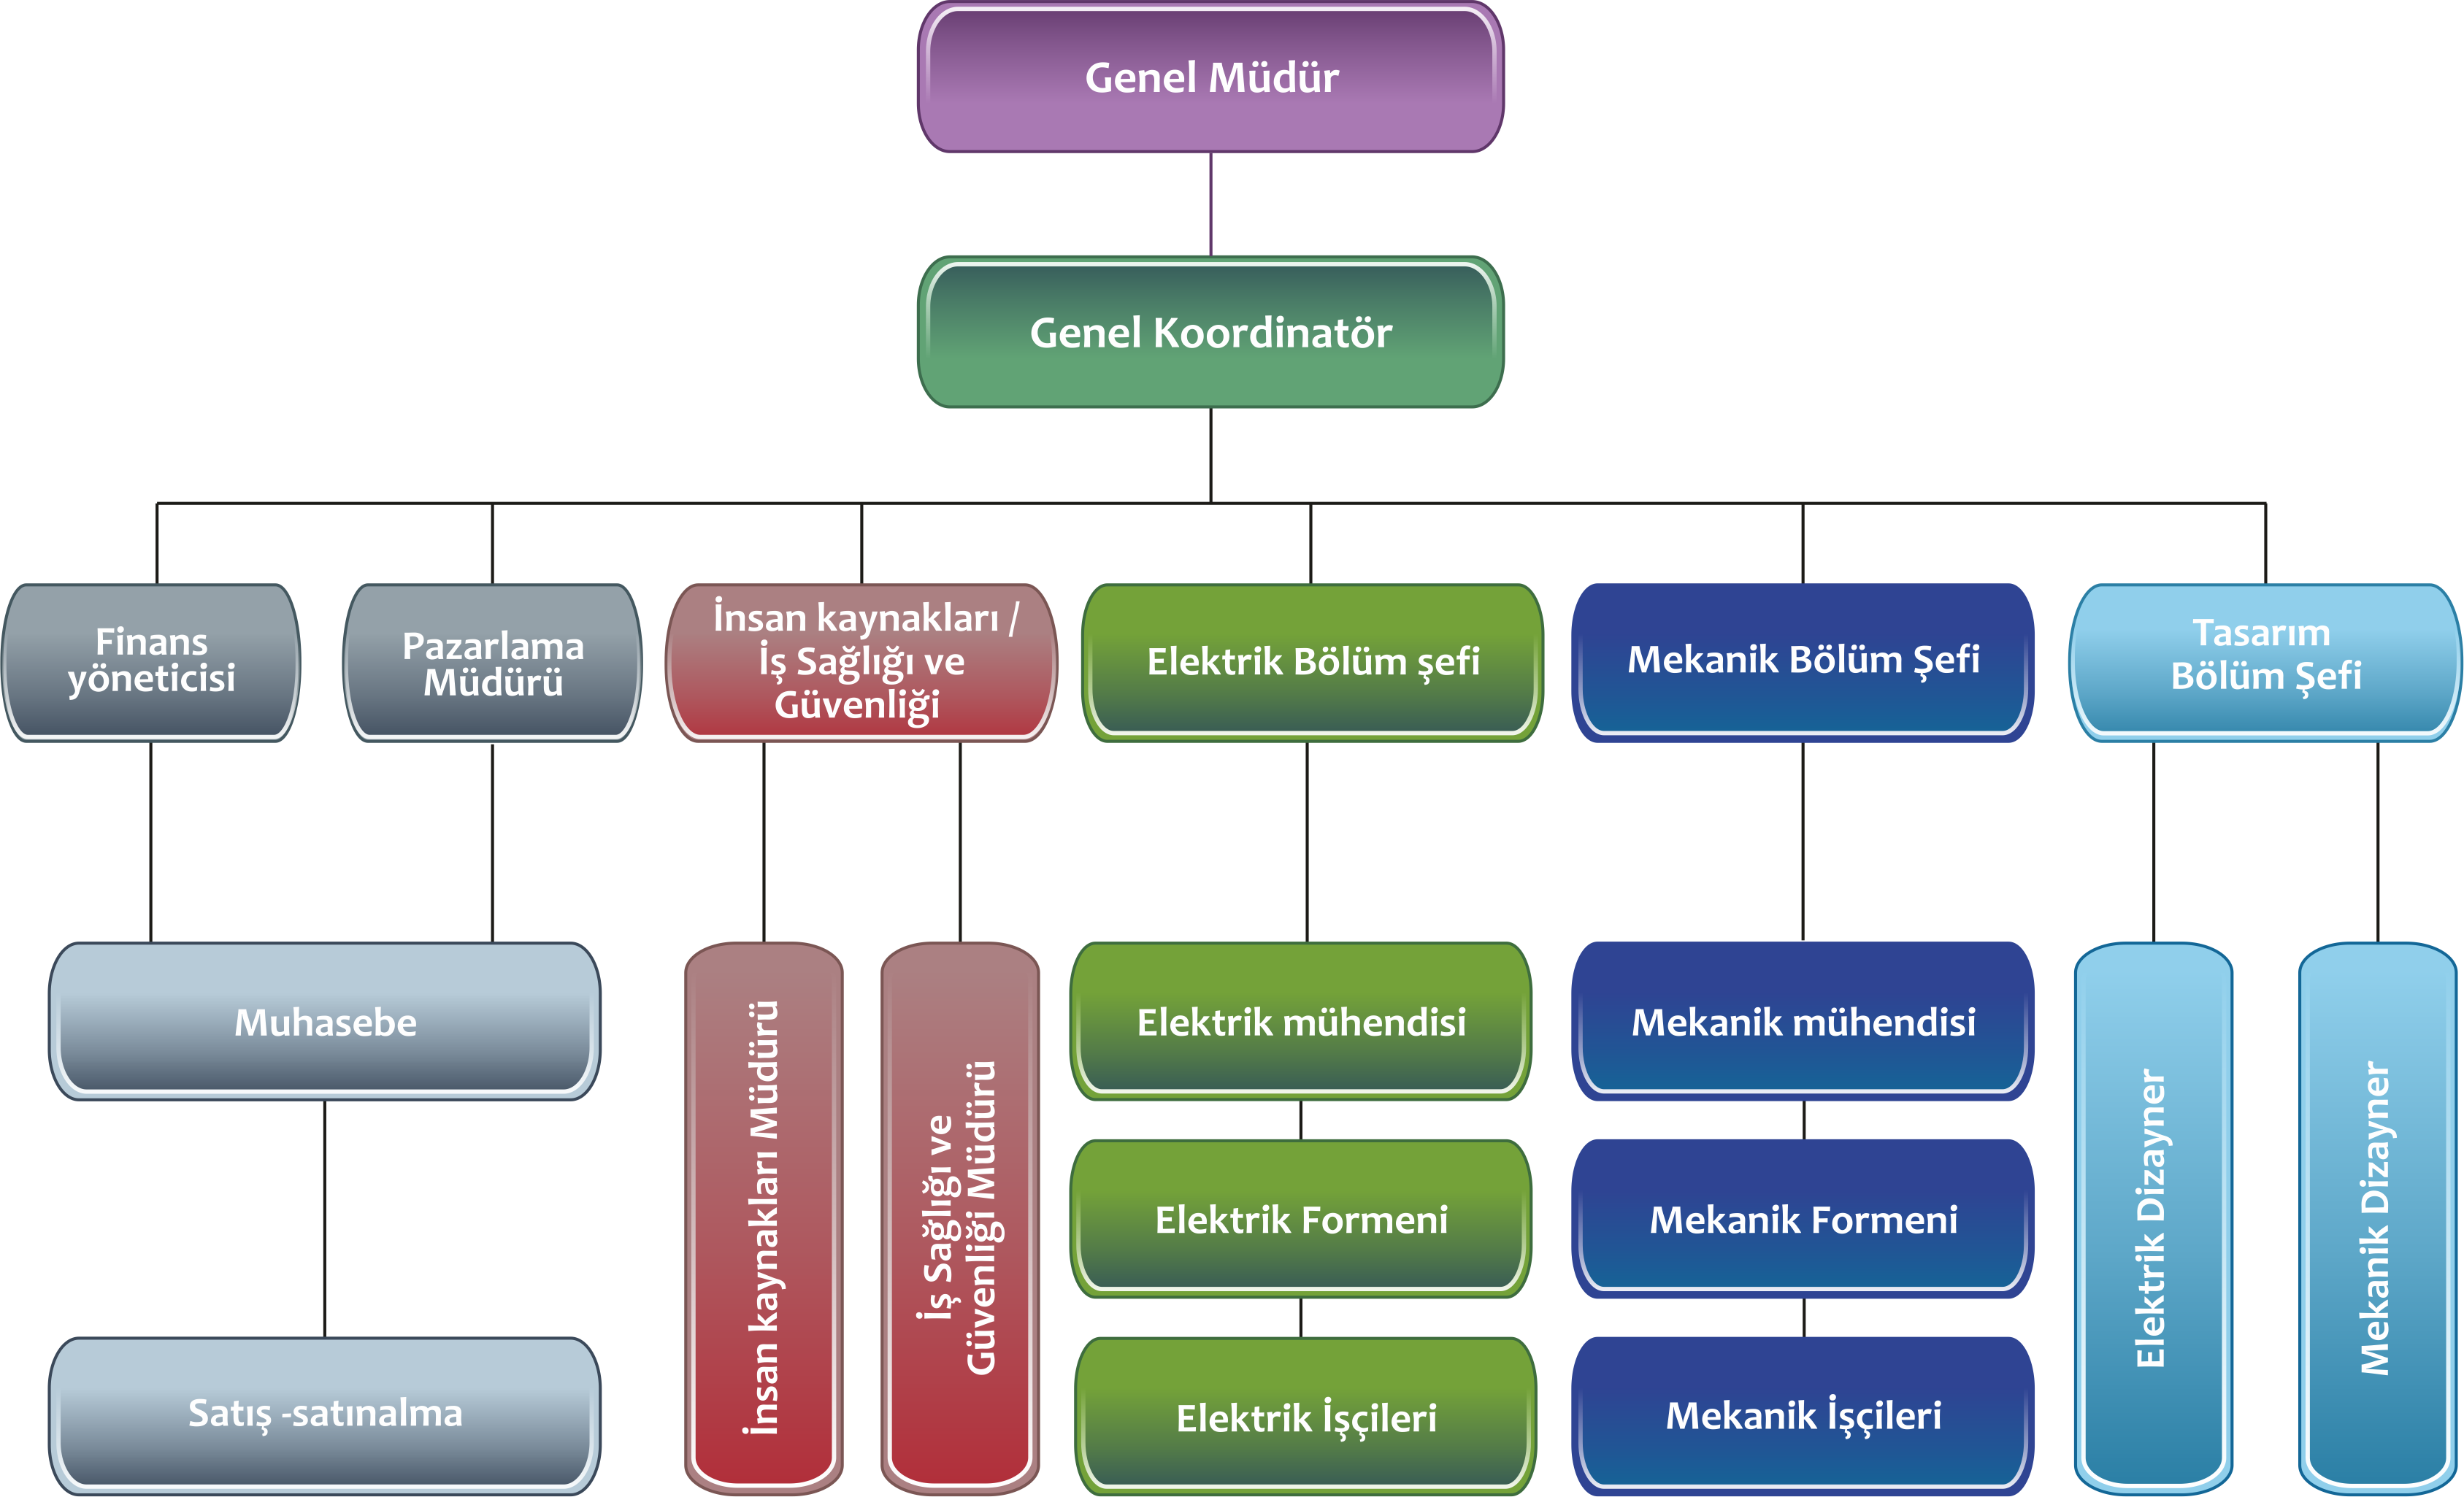 Genel Müdür
Genel Koordinatör
Finans
yöneticisi
Pazarlama
Müdürü
İnsan kaynakları /
İş Sağlığı ve
Güvenliği
Elektrik Bölüm şefi
Mekanik Bölüm Şefi
Tasarım
Bölüm Şefi
Muhasebe
Satış -satınalma
İnsan kaynakları Müdürü
İş Sağlığı ve
Güvenliği Müdürü
Elektrik mühendisi
Elektrik Formeni
Elektrik İşçileri
Mekanik mühendisi
Mekanik Formeni
Mekanik İşçileri
Elektrik Dizayner
Mekanik Dizayner